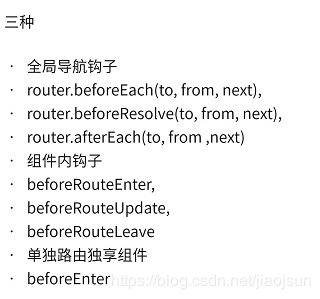 三种
· 全局导航钩子
· router.beforeEach(to, from, next),
· router.beforeResolve(to, from, next),
· router.afterEach(to, from ,next)
· 组件内钩子
· beforeRouteEnter,
· beforeRouteUpdate,
· beforeRouteLeave
· 单独路由独享组件
· beforeEnter
https://blog.csdn.net/jiaojsun